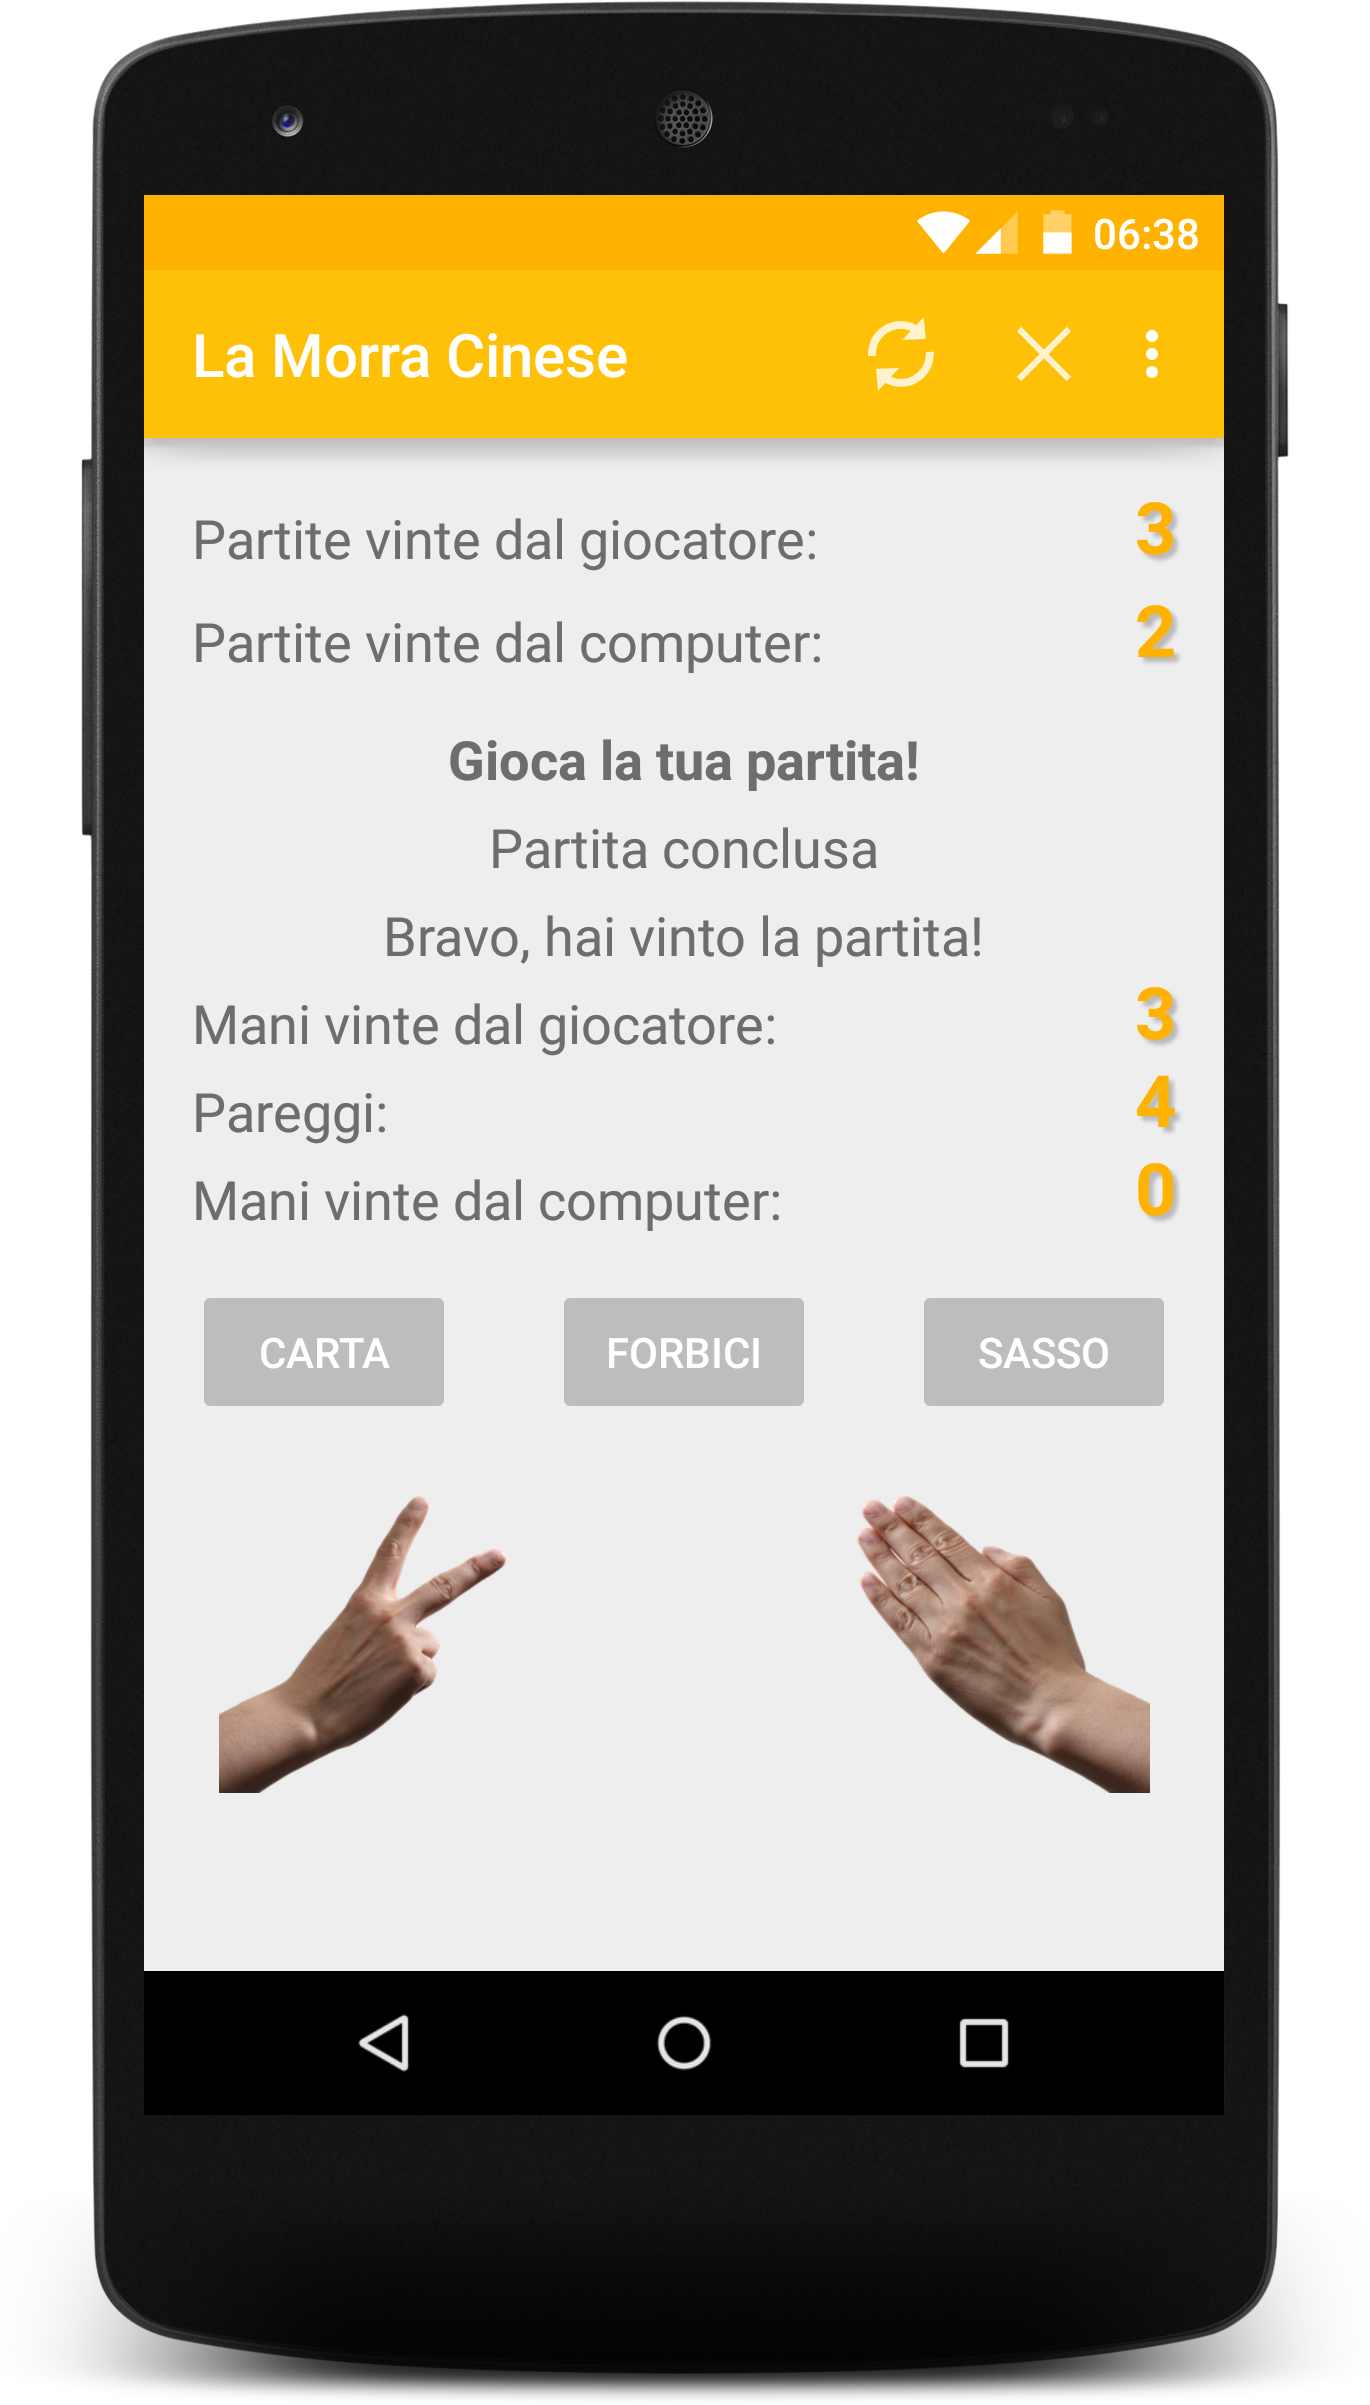 06:38
La Morra Cinese
Partite vinte dal giocatore: 3
Partite vinte dal computer: 2
Gioca la tua partita!
Partita conclusa
Bravo, hai vinto la partita!
Mani vinte dal giocatore: 3
Pareggi: 4
Mani vinte dal computer: 0
CARTA FORBICI SASSO